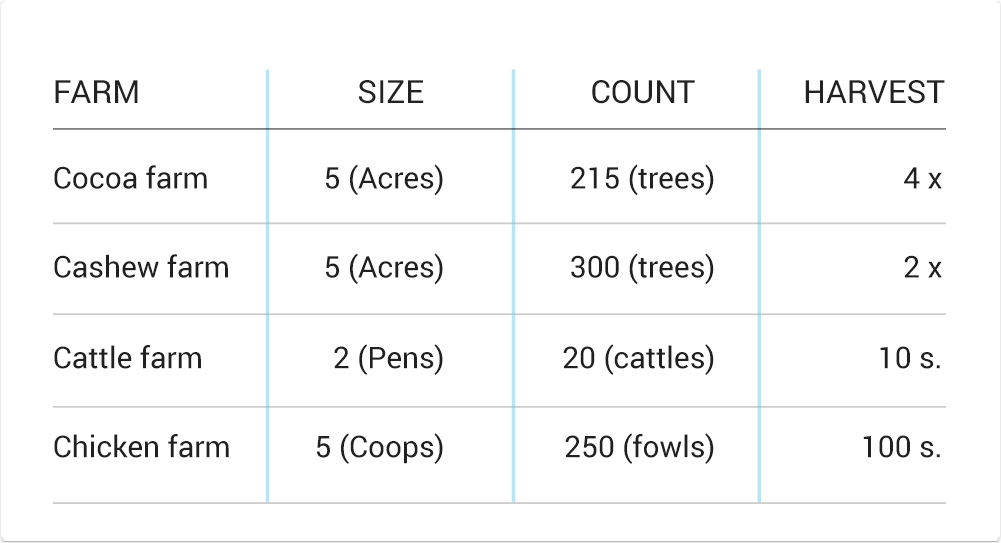 FARM SIZE COUNT HARVEST
Cocoa farm 5 (Acres) 215 (trees) 4 x
Cashew farm 5 (Acres) 300 (trees) 2 x
Cattle farm 2 (Pens) 20 (cattles) 10 s.
Chicken farm 5 (Coops) 250 (fowls) 100 s.